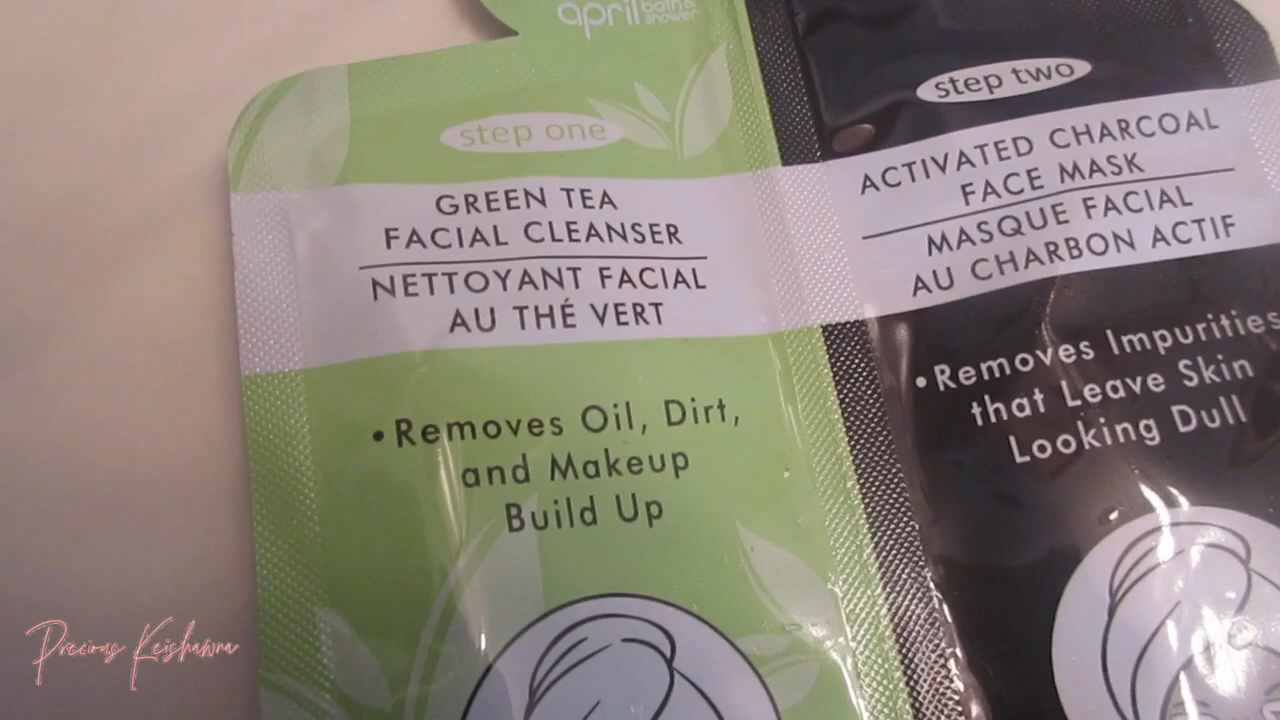 april bath & shower
step one
GREEN TEA
FACIAL CLEANSER
NETTOYANT FACIAL
AU THÉ VERT
•Removes Oil, Dirt,
and Makeup
Build Up
step two
ACTIVATED CHARCOAL
FACE MASK
MASQUE FACIAL
AU CHARBON ACTIF
•Removes Impurities
that Leave Skin
Looking Dull
Precious Keishawna